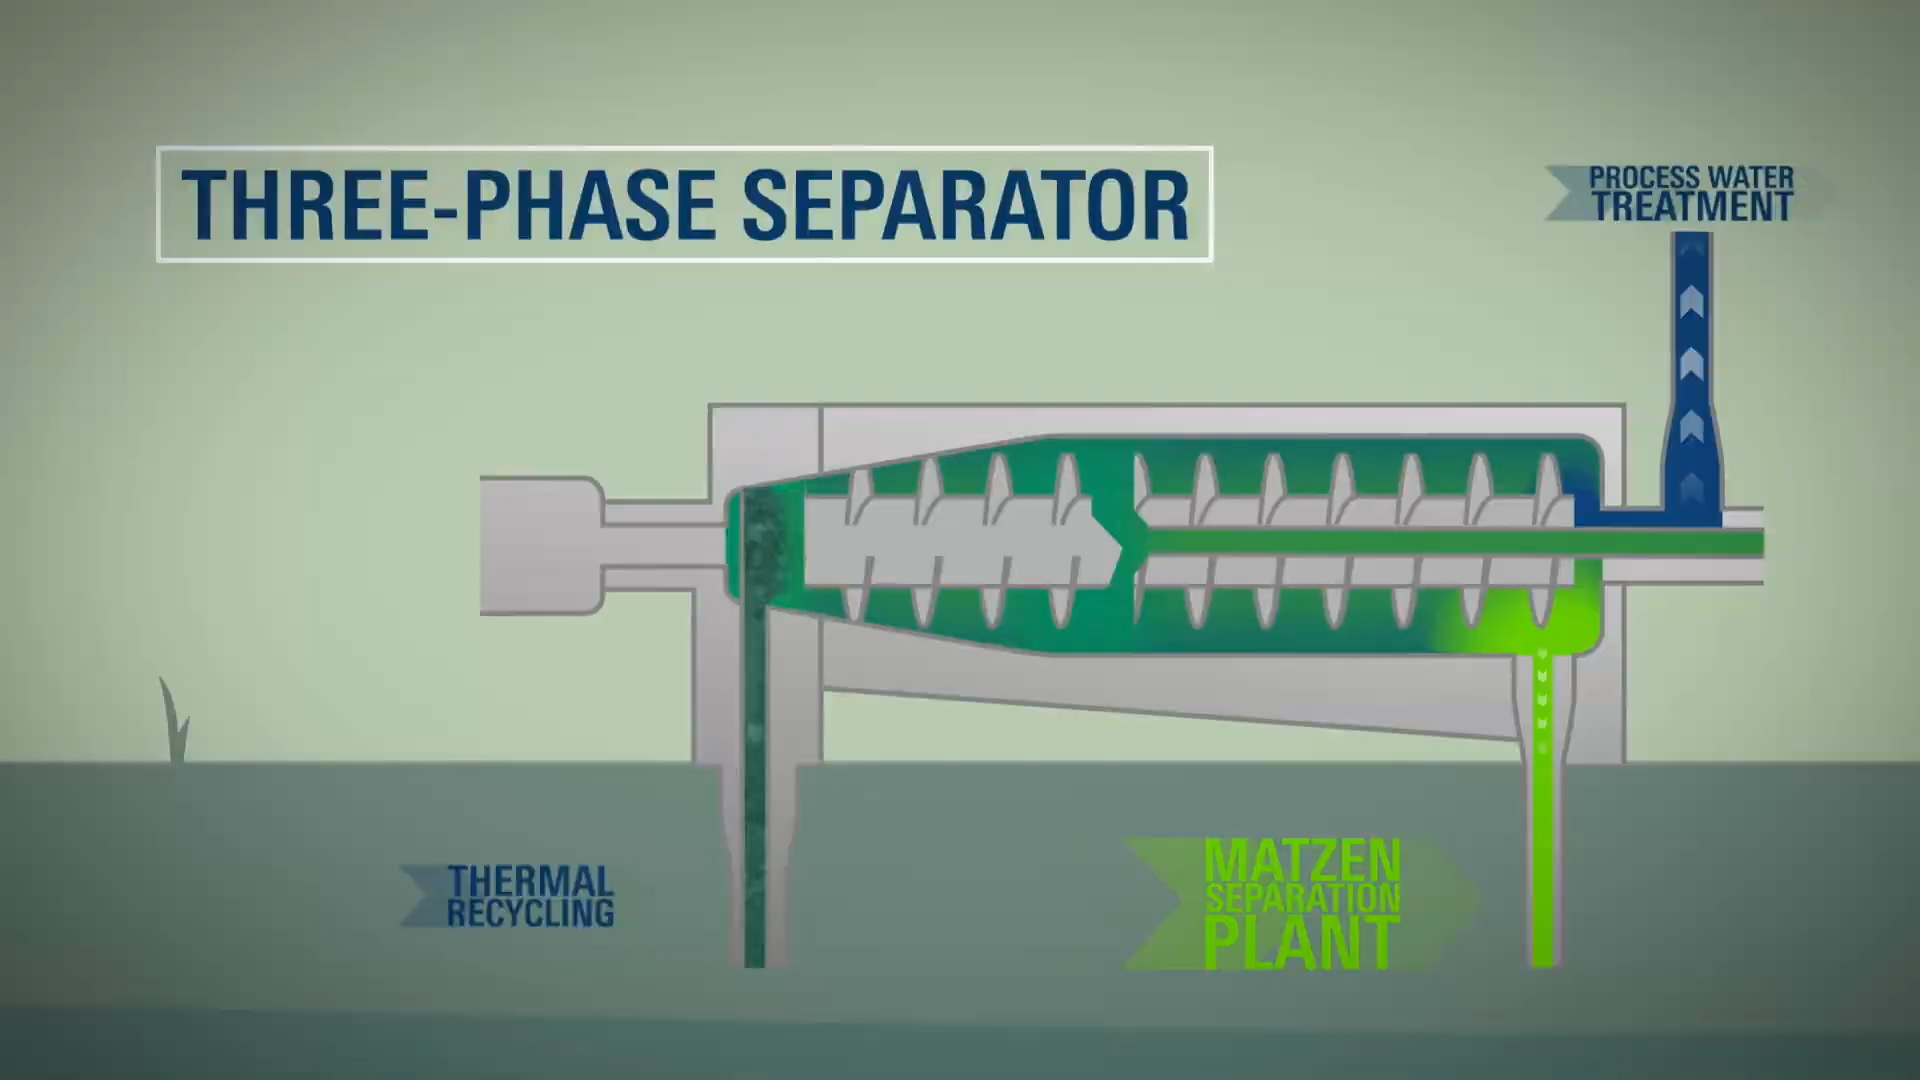 THREE-PHASE SEPARATOR
PROCESS WATER
TREATMENT
THERMAL
RECYCLING
MATZEN
SEPARATION
PLANT